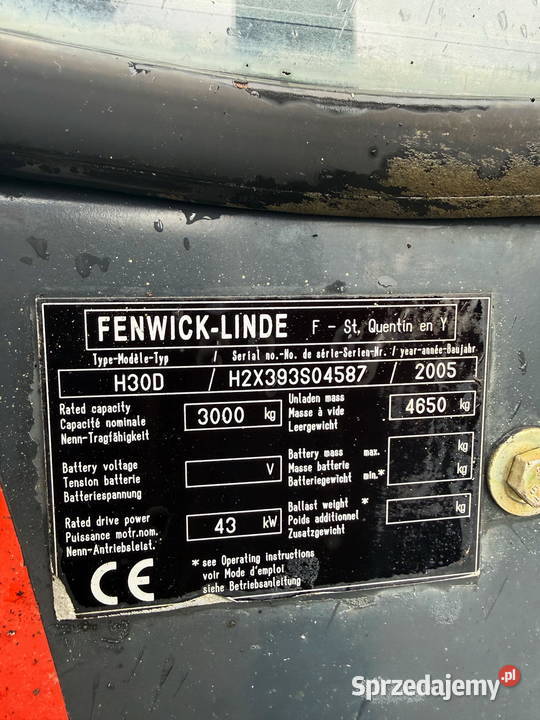 FENWICK-LINDE F - St, Quentin en Y
Type-Modèle-Typ / Serial no.-No. de série-Serien-Nr. / year-année-Baujahr
H30D / H2X393S04587 / 2005
Rated capacity
Capacité nominale
Nenn-Tragfähigkeit
3000 kg
Unladen mass
Masse à vide
Leergewicht
4650 kg
Battery voltage
Tension batterie
Batteriespannung
V
Battery mass max.
Masse batterie
Batteriegewicht min.*
kg
kg
Rated drive power
Puissance motr.nom.
Nenn-Antriebsleist.
43 kW
Ballast weight *
Poids additionnel
Zusatzgewicht
kg
CE
* see Operating instructions
voir Mode d'emploi
siehe Betriebsanleitung
Sprzedajemy.pl